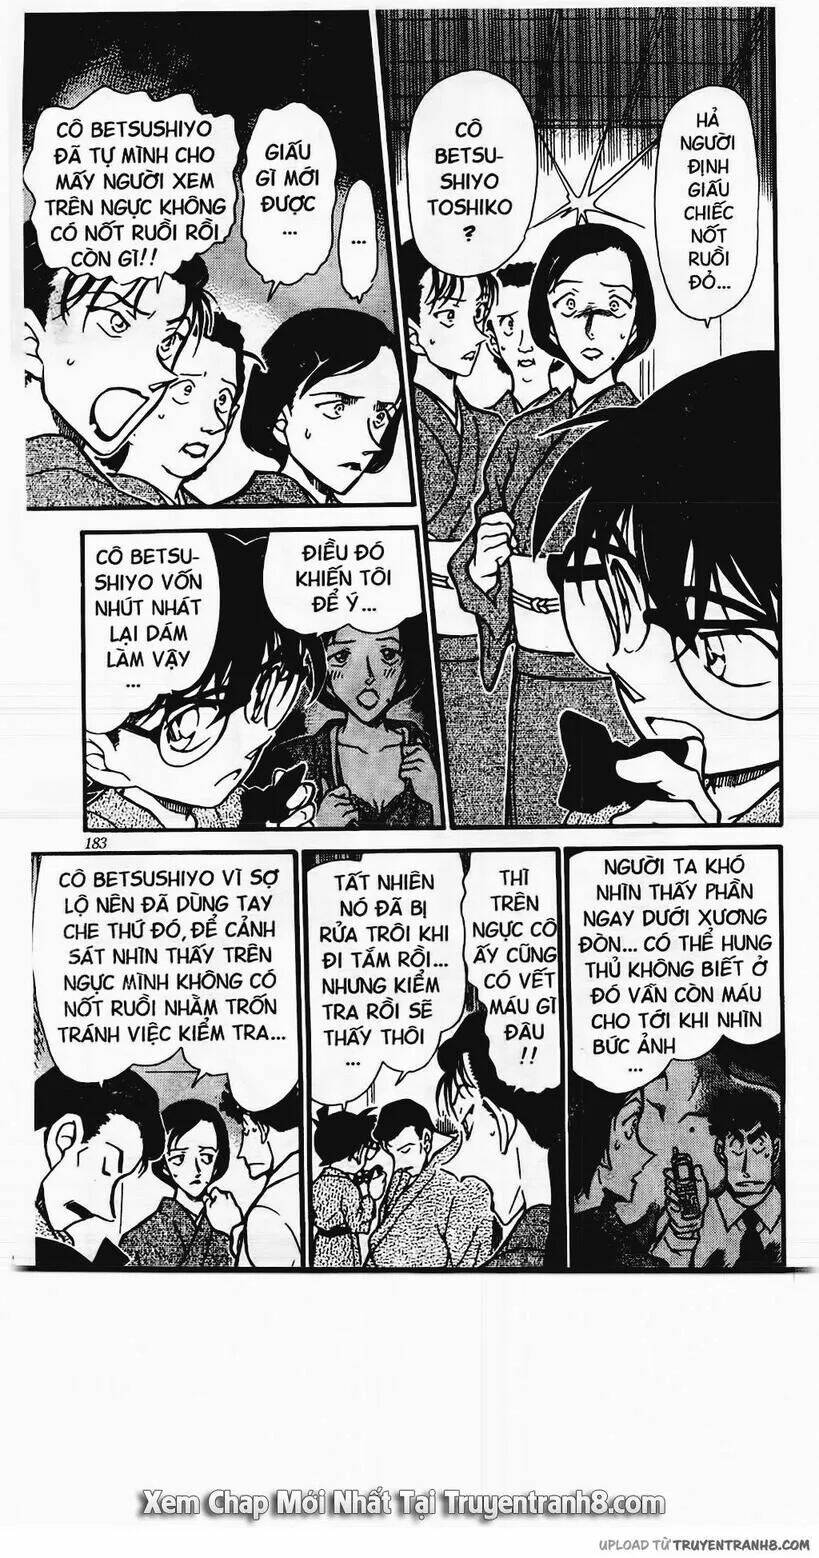 HẢ
NGƯỜI
ĐỊNH
GIẤU
CHIẾC
NỐT
RUỒI
ĐỎ...
CÔ
BETSU-
SHIYO
TOSHIKO
?
...
GIẤU
GÌ MỚI
ĐƯỢC
...
CÔ BETSUSHIYO
ĐÃ TỰ MÌNH CHO
MẤY NGƯỜI XEM
TRÊN NGỰC KHÔNG
CÓ NỐT RUỒI RỒI
CÒN GÌ!!
ĐIỀU ĐÓ
KHIẾN TÔI
ĐỂ Ý...
CÔ BETSU-
SHIYO VỐN
NHÚT NHÁT
LẠI DÁM
LÀM VẬY
...
183
NGƯỜI TA KHÓ
NHÌN THẤY PHẦN
NGAY DƯỚI XƯƠNG
ĐÒN... CÓ THỂ HUNG
THỦ KHÔNG BIẾT Ở
ĐÓ VẪN CÒN MÁU
CHO TỚI KHI NHÌN
BỨC ẢNH
...
THÌ
TRÊN
NGỰC CÔ
ẤY CŨNG
CÓ VẾT
MÁU GÌ
ĐÂU
!!
TẤT NHIÊN
NÓ ĐÃ BỊ
RỬA TRÔI KHI
ĐI TẮM RỒI...
NHƯNG KIỂM
TRA RỒI SẼ
THẤY THÔI
...
CÔ BETSUSHIYO VÌ SỢ
LỘ NÊN ĐÃ DÙNG TAY
CHE THỨ ĐÓ, ĐỂ CẢNH
SÁT NHÌN THẤY TRÊN
NGỰC MÌNH KHÔNG CÓ
NỐT RUỒI NHẰM TRỐN
TRÁNH VIỆC KIỂM TRA...
Xem Chap Mới Nhất Tại Truyentranh8.com
UPLOAD TỪ TRUYENTRANH8.COM